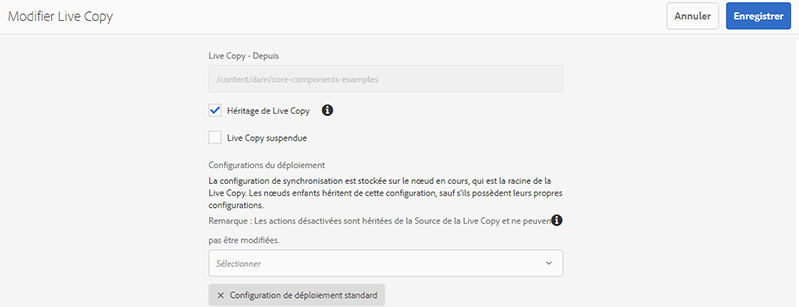 Modifier Live Copy
Annuler
Enregistrer
Live Copy - Depuis
/content/dam/core-components-examples
Héritage de Live Copy
Live Copy suspendue
Configurations du déploiement
La configuration de synchronisation est stockée sur le nœud en cours, qui est la racine de la
Live Copy. Les nœuds enfants héritent de cette configuration, sauf s'ils possèdent leurs propres
configurations.
Remarque : Les actions désactivées sont héritées de la Source de la Live Copy et ne peuven
pas être modifiées.
Sélectionner
Configuration de déploiement standard